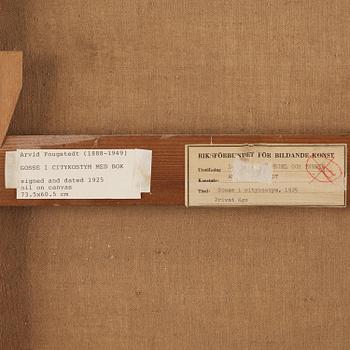 Arvid Fougstedt (1888-1949)
GOSSE I CITYKOSTYM MED BOK
signed and dated 1925
oil on canvas
73.5x60.5 cm
RIKSFÖRBUNDET FÖR BILDANDE KONST
Utställning
Konstnär:
Titel: Gosse i citykostym, 1925
Privat ägo